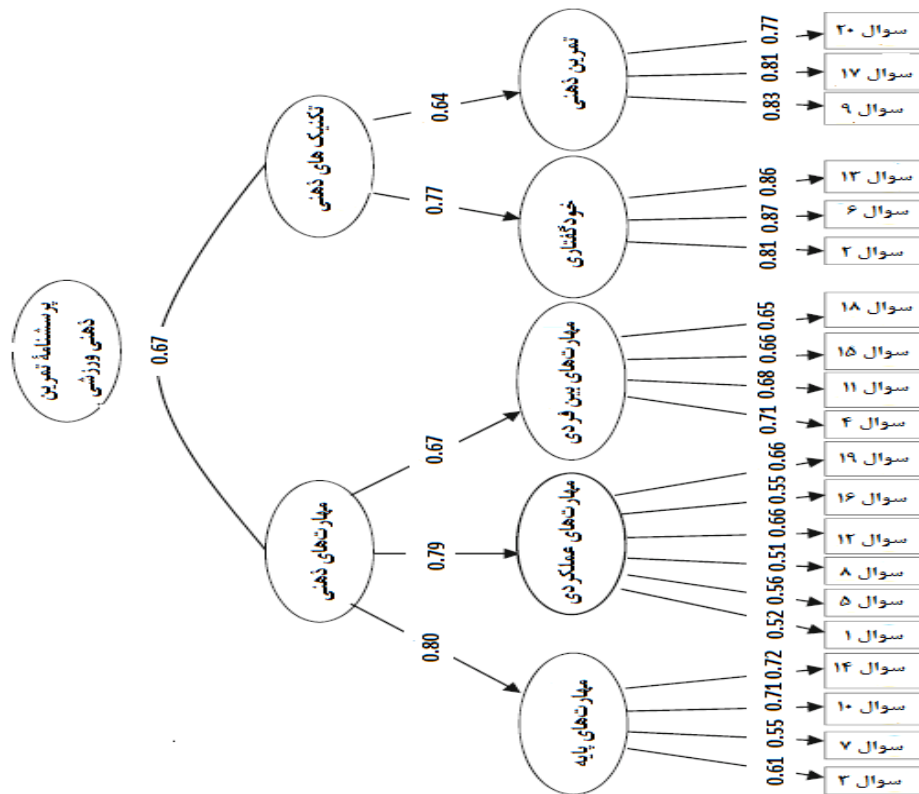 پرسشنامهٔ تمرین
ذهنی ورزشی
0.67
تکنیک های ذهنی
مهارت‌های ذهنی
0.64
0.77
0.67
0.79
0.80
تمرین ذهنی
خودگفتاری
مهارت‌های بین فردی
مهارت‌های عملکردی
مهارت‌های پایه
0.77
0.81
0.83
0.86
0.87
0.81
0.65
0.66
0.68
0.71
0.66
0.55
0.66
0.51
0.56
0.52
0.72
0.71
0.55
0.61
سوال ۲۰
سوال ۱۷
سوال ۹
سوال ۱۳
سوال ۶
سوال ۲
سوال ۱۸
سوال ۱۵
سوال ۱۱
سوال ۴
سوال ۱۹
سوال ۱۶
سوال ۱۲
سوال ۸
سوال ۵
سوال ۱
سوال ۱۴
سوال ۱۰
سوال ۷
سوال ۳